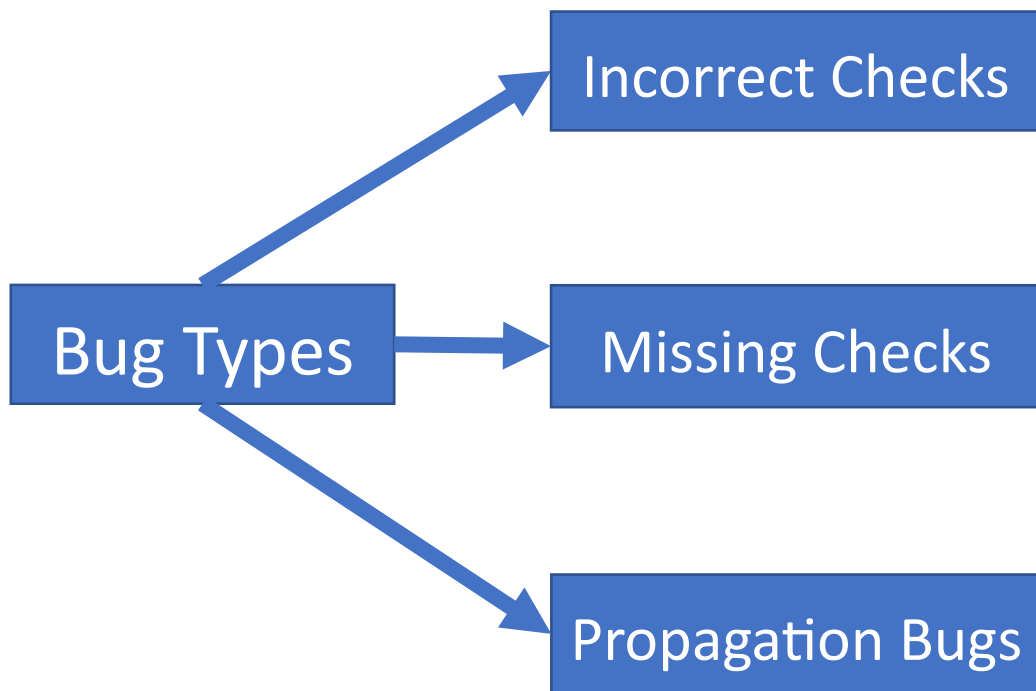 Incorrect Checks
Bug Types
Missing Checks
Propagation Bugs